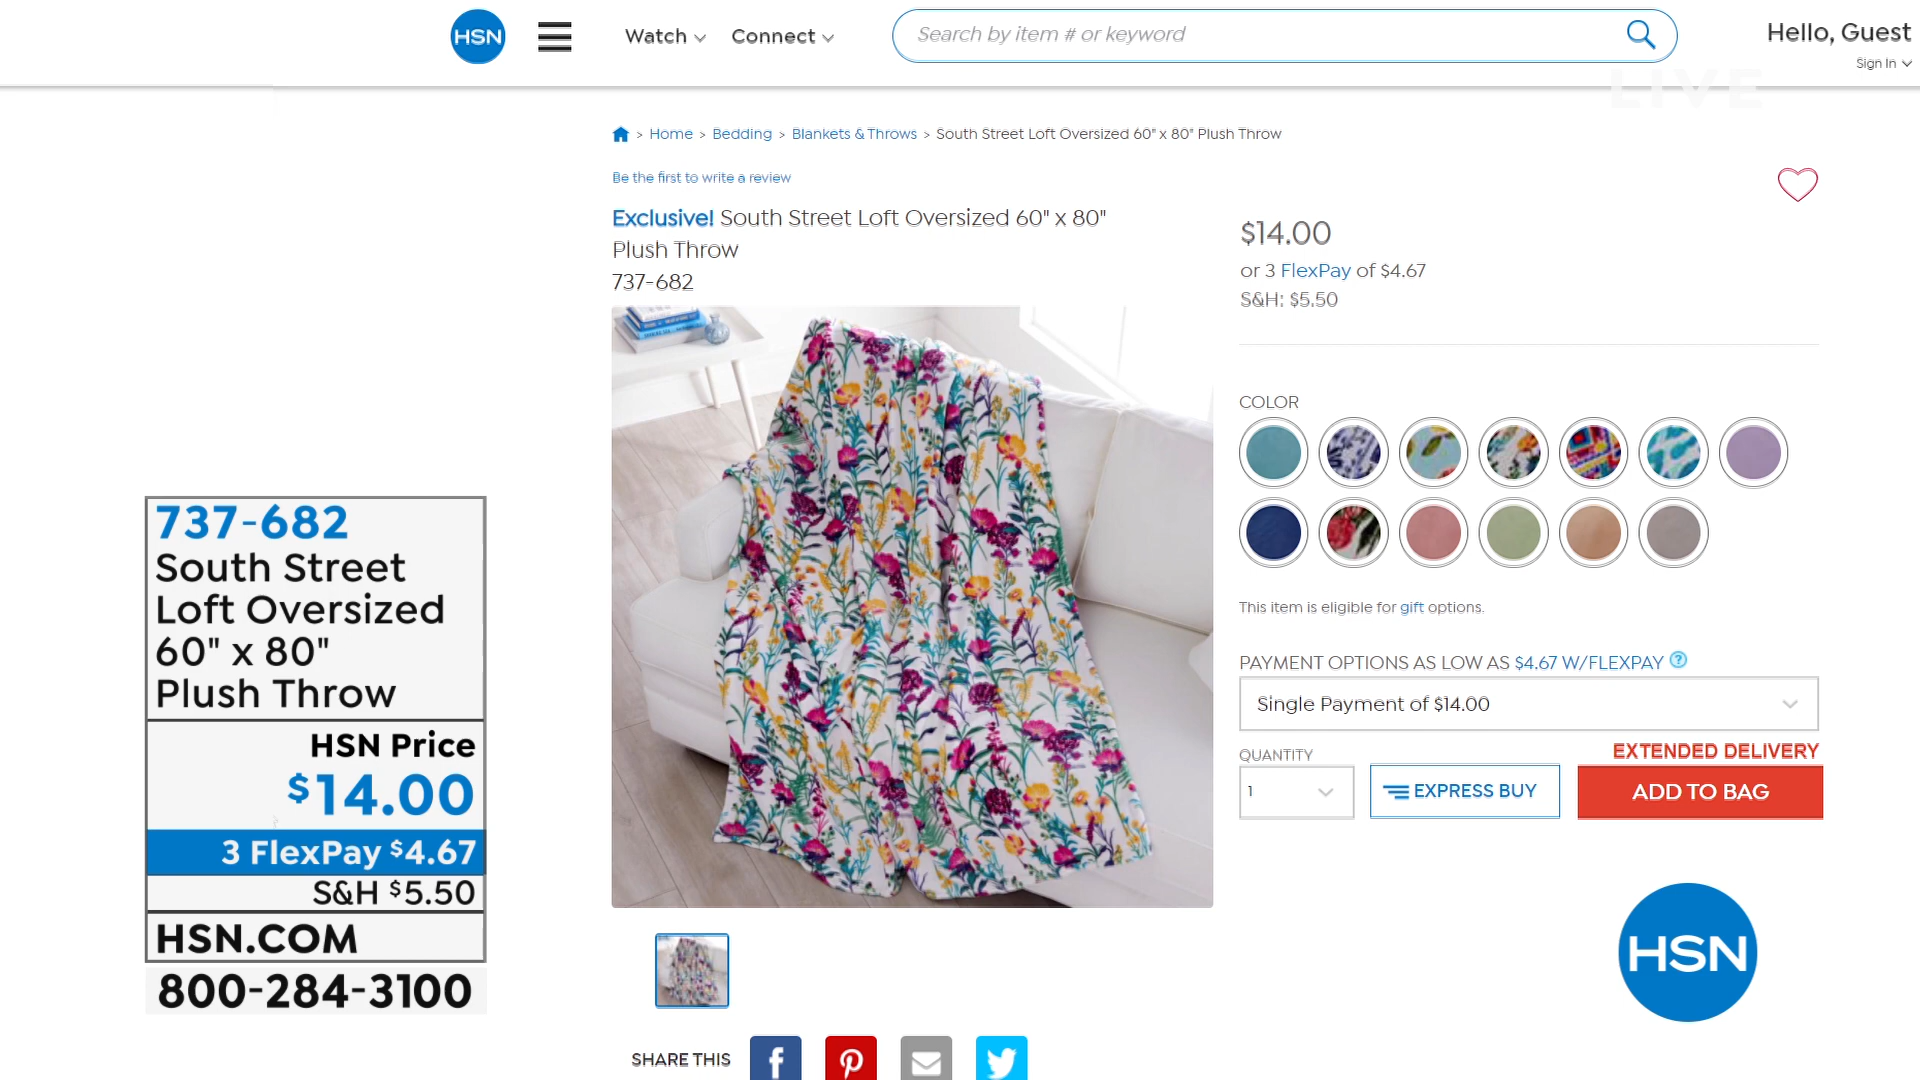 HSN
Watch
Connect
Search by item # or keyword
Hello, Guest
Sign In
LIVE
> Home > Bedding > Blankets & Throws > South Street Loft Oversized 60" x 80" Plush Throw
Be the first to write a review
Exclusive! South Street Loft Oversized 60" x 80"
Plush Throw
737-682
$14.00
or 3 FlexPay of $4.67
S&H: $5.50
COLOR
This item is eligible for gift options.
PAYMENT OPTIONS AS LOW AS $4.67 W/FLEXPAY ?
Single Payment of $14.00
QUANTITY
EXTENDED DELIVERY
1
EXPRESS BUY
ADD TO BAG
737-682
South Street
Loft Oversized
60" x 80"
Plush Throw
HSN Price
$14.00
3 FlexPay $4.67
S&H $5.50
HSN.COM
800-284-3100
HSN
SHARE THIS